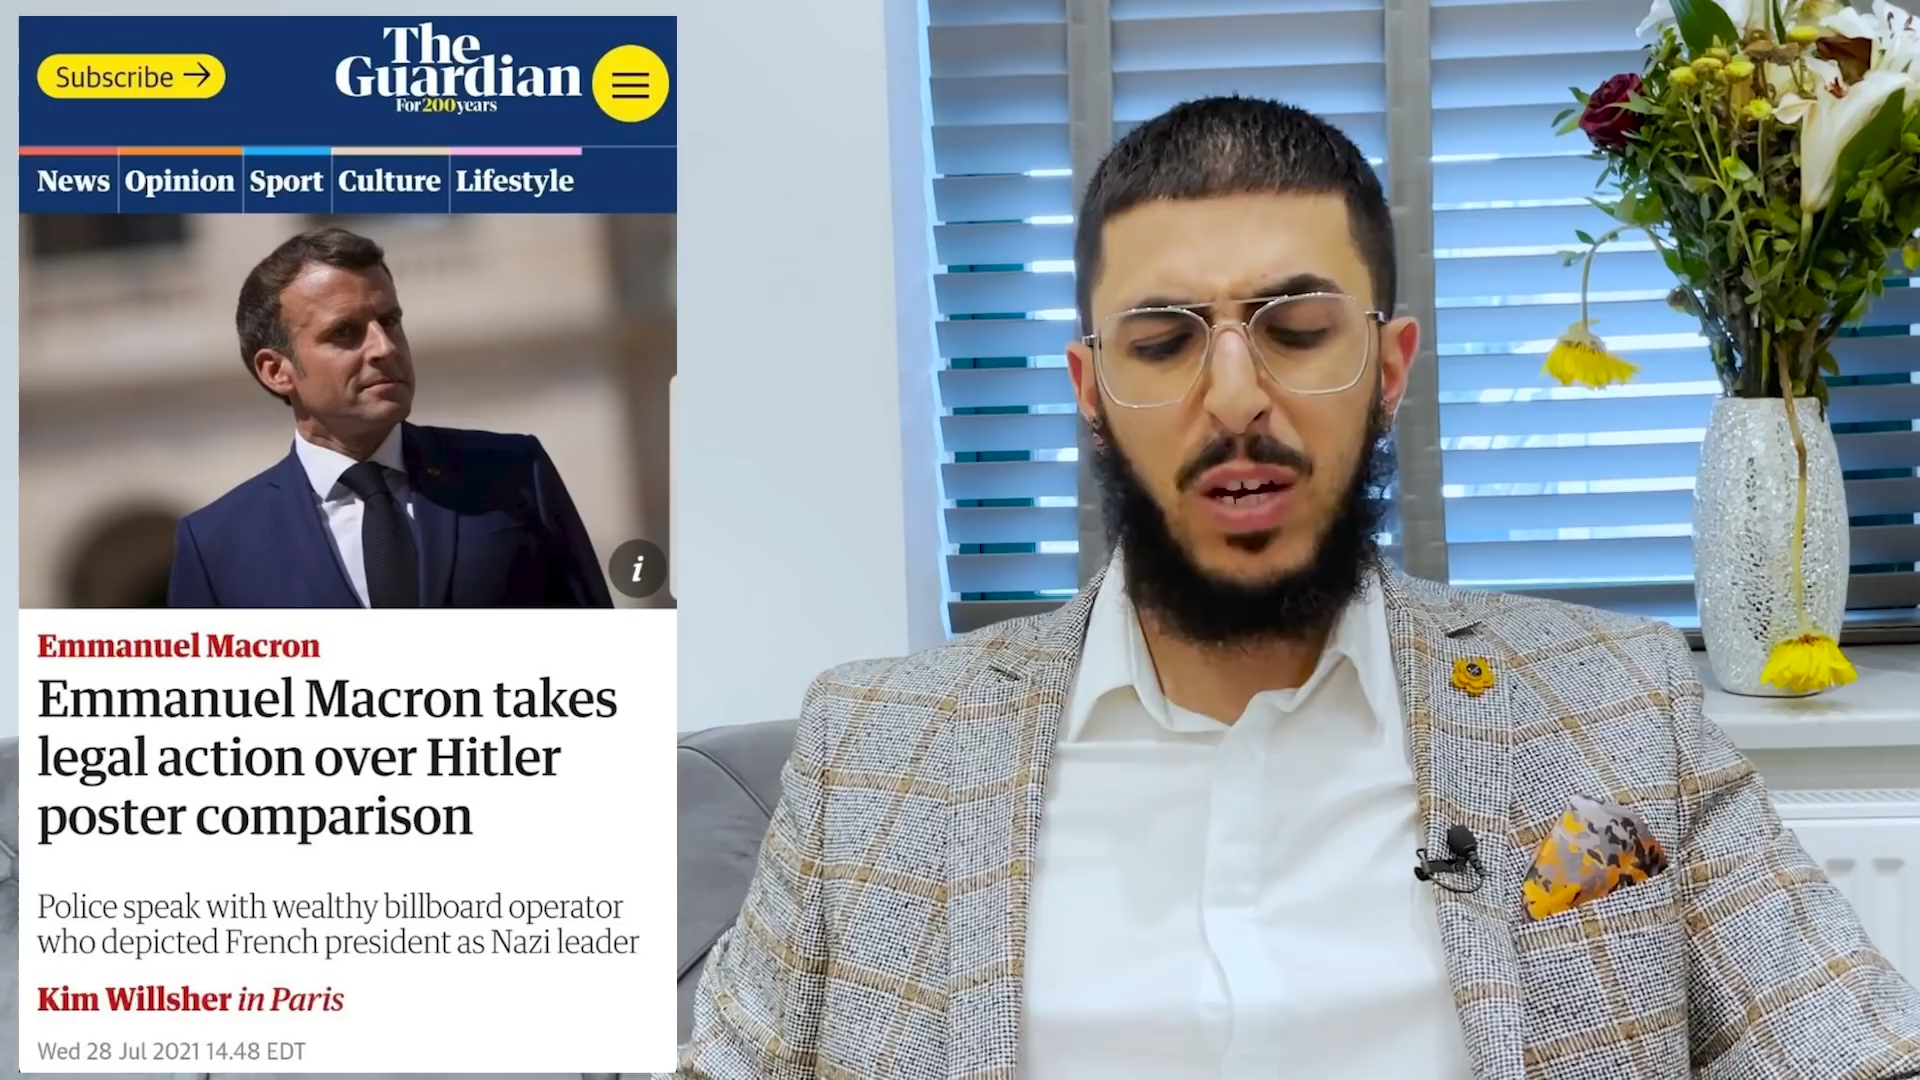 Subscribe →
The
Guardian
For 200 years
News Opinion Sport Culture Lifestyle
i
Emmanuel Macron
Emmanuel Macron takes
legal action over Hitler
poster comparison
Police speak with wealthy billboard operator
who depicted French president as Nazi leader
Kim Willsher in Paris
Wed 28 Jul 2021 14.48 EDT